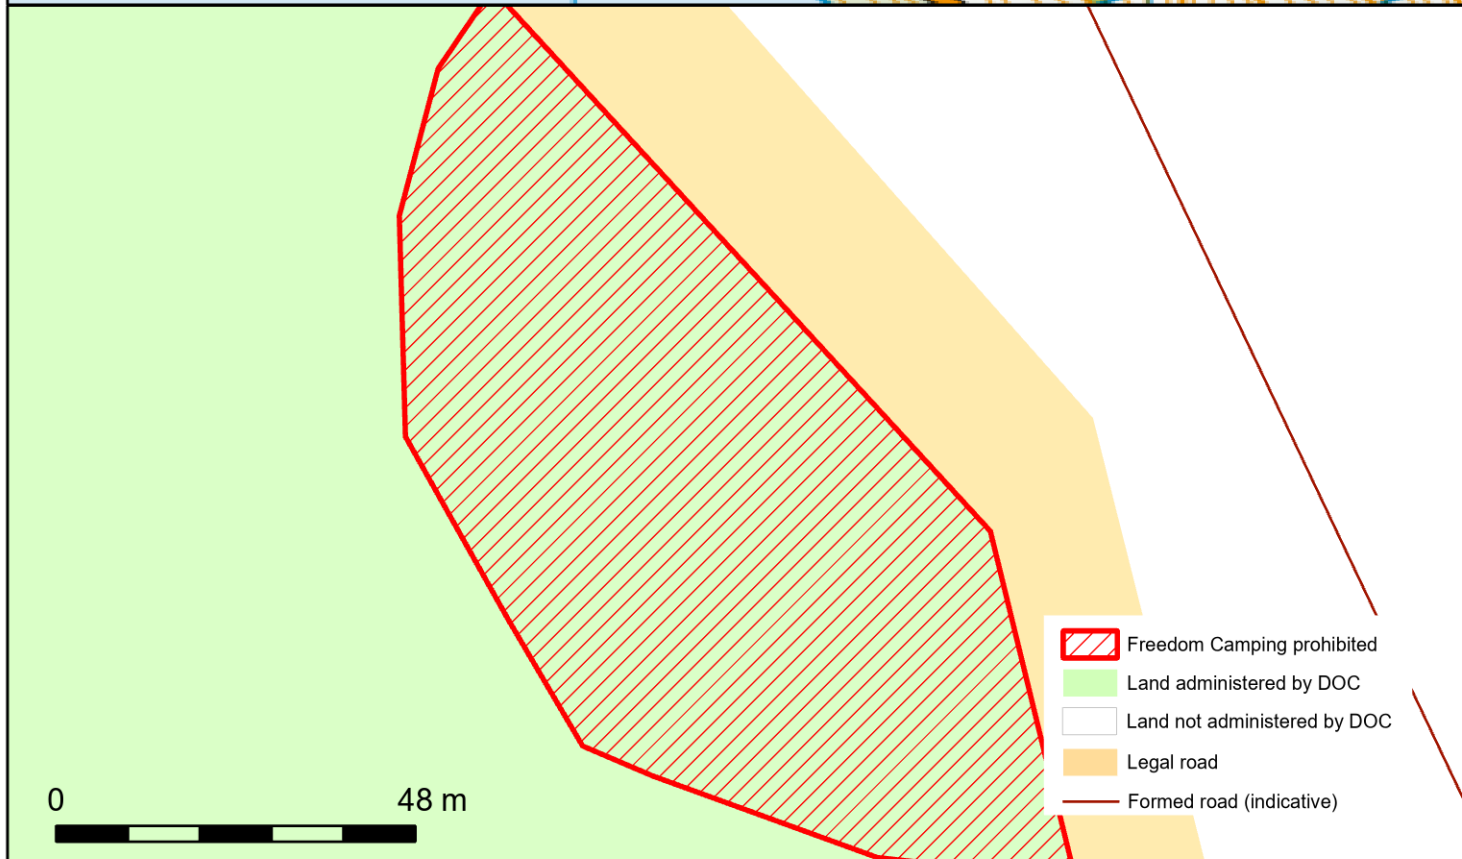 Freedom Camping prohibited
Land administered by DOC
Land not administered by DOC
Legal road
Formed road (indicative)
0 48 m